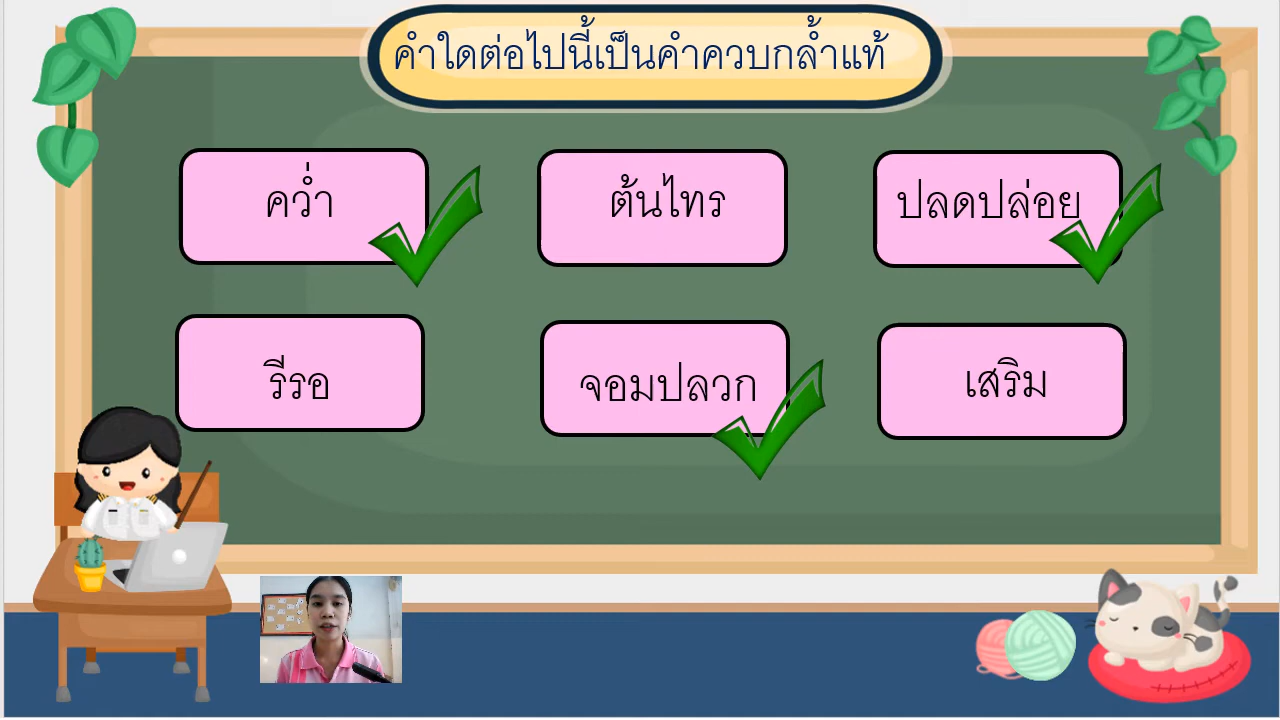 คำใดต่อไปนี้เป็นคำควบกล้ำแท้
คว่ำ
ต้นไทร
ปลดปล่อย
รีรอ
จอมปลวก
เสริม